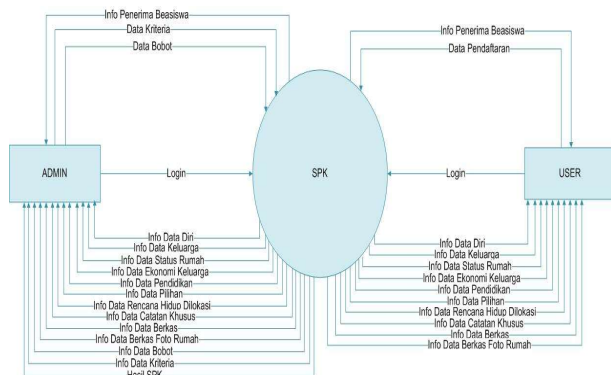 Info Penerima Beasiswa
Data Kriteria
Data Bobot
Info Penerima Beasiswa
Data Pendaftaran
ADMIN
Login
SPK
Login
USER
Info Data Diri
Info Data Keluarga
Info Data Status Rumah
Info Data Ekonomi Keluarga
Info Data Pendidikan
Info Data Pilihan
Info Data Rencana Hidup Dilokasi
Info Data Catatan Khusus
Info Data Berkas
Info Data Berkas Foto Rumah
Info Data Bobot
Info Data Kriteria
Hasil SPK
Info Data Diri
Info Data Keluarga
Info Data Status Rumah
Info Data Ekonomi Keluarga
Info Data Pendidikan
Info Data Pilihan
Info Data Rencana Hidup Dilokasi
Info Data Catatan Khusus
Info Data Berkas
Info Data Berkas Foto Rumah